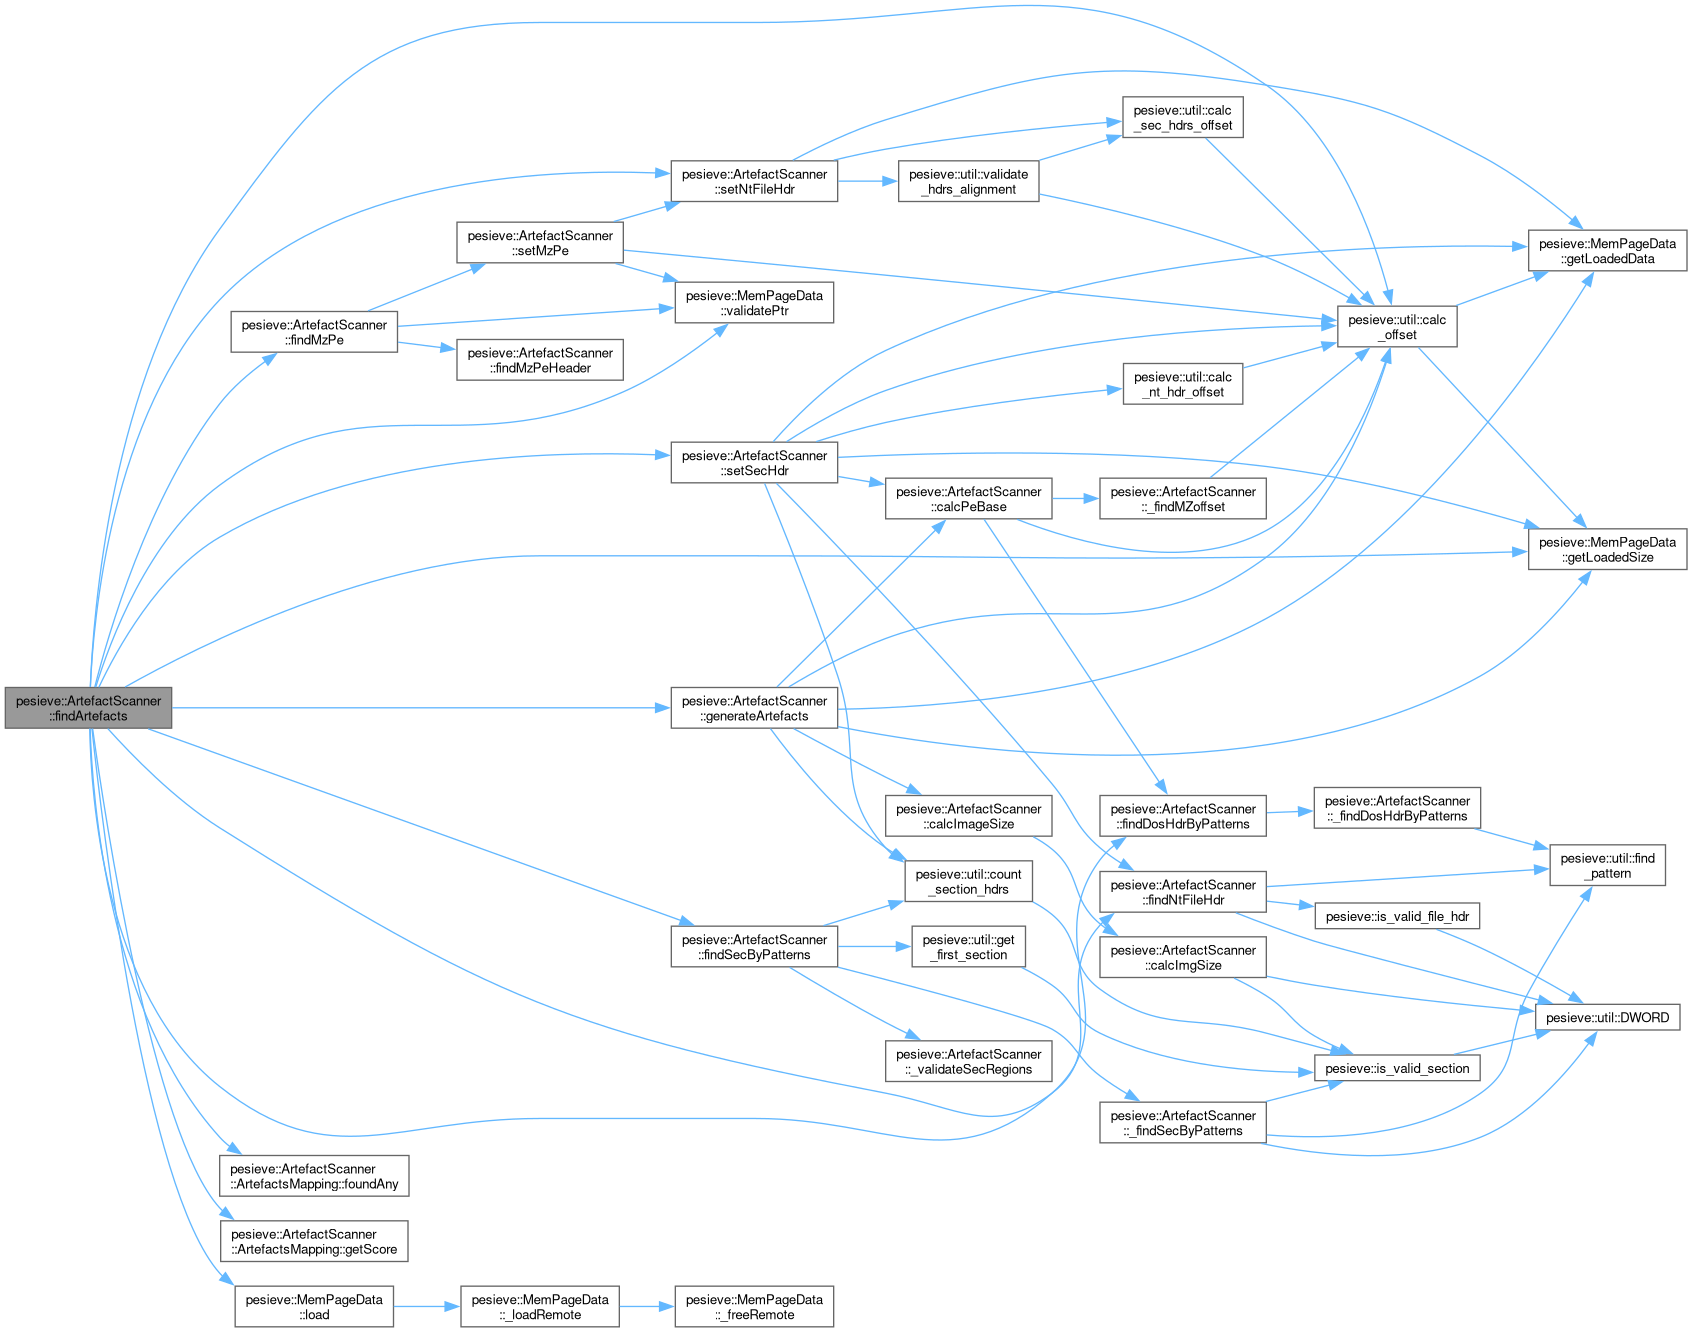 pesieve::util::calc
_sec_hdrs_offset
pesieve::ArtefactScanner
::setNtFileHdr
pesieve::util::validate
_hdrs_alignment
pesieve::ArtefactScanner
::setMzPe
pesieve::MemPageData
::getLoadedData
pesieve::MemPageData
::validatePtr
pesieve::ArtefactScanner
::findMzPe
pesieve::util::calc
_offset
pesieve::ArtefactScanner
::findMzPeHeader
pesieve::util::calc
_nt_hdr_offset
pesieve::ArtefactScanner
::setSecHdr
pesieve::ArtefactScanner
::calcPeBase
pesieve::ArtefactScanner
::_findMZoffset
pesieve::MemPageData
::getLoadedSize
pesieve::ArtefactScanner
::findArtefacts
pesieve::ArtefactScanner
::generateArtefacts
pesieve::ArtefactScanner
::calcImageSize
pesieve::ArtefactScanner
::findDosHdrByPatterns
pesieve::ArtefactScanner
::_findDosHdrByPatterns
pesieve::util::find
_pattern
pesieve::util::count
_section_hdrs
pesieve::ArtefactScanner
::findNtFileHdr
pesieve::is_valid_file_hdr
pesieve::ArtefactScanner
::findSecByPatterns
pesieve::util::get
_first_section
pesieve::ArtefactScanner
::calcImgSize
pesieve::util::DWORD
pesieve::ArtefactScanner
::_validateSecRegions
pesieve::is_valid_section
pesieve::ArtefactScanner
::_findSecByPatterns
pesieve::ArtefactScanner
::ArtefactsMapping::foundAny
pesieve::ArtefactScanner
::ArtefactsMapping::getScore
pesieve::MemPageData
::load
pesieve::MemPageData
::_loadRemote
pesieve::MemPageData
::_freeRemote